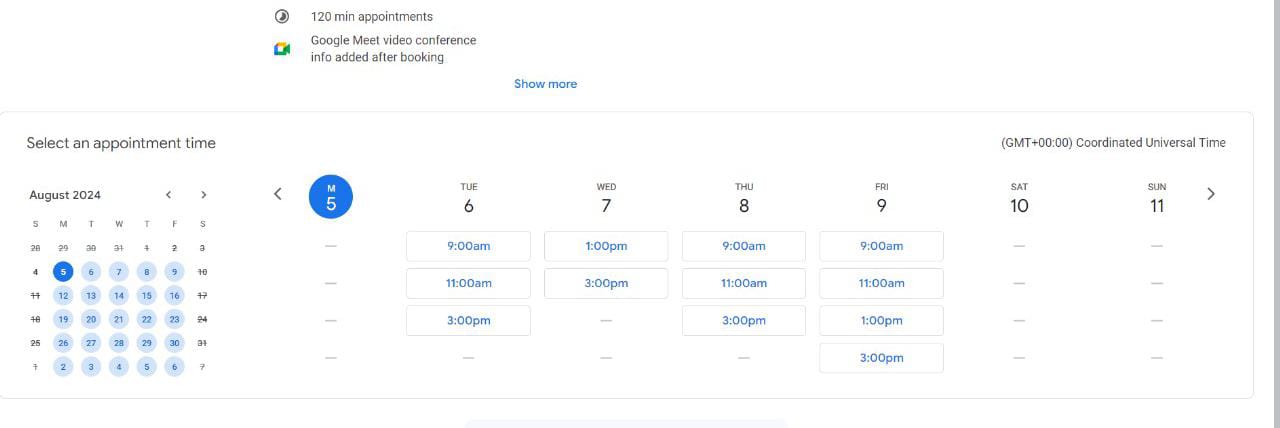 120 min appointments
Google Meet video conference
info added after booking
Show more
Select an appointment time
(GMT+00:00) Coordinated Universal Time
August 2024
S M T W T F S
28 29 30 31 1 2 3
4 5 6 7 8 9 10
11 12 13 14 15 16 17
18 19 20 21 22 23 24
25 26 27 28 29 30 31
1 2 3 4 5 6 7
M TUE WED THU FRI SAT SUN
5 6 7 8 9 10 11
— 9:00am 1:00pm 9:00am 9:00am — —
— 11:00am 3:00pm 11:00am 11:00am — —
— 3:00pm — 3:00pm 1:00pm — —
— — — — 3:00pm — —